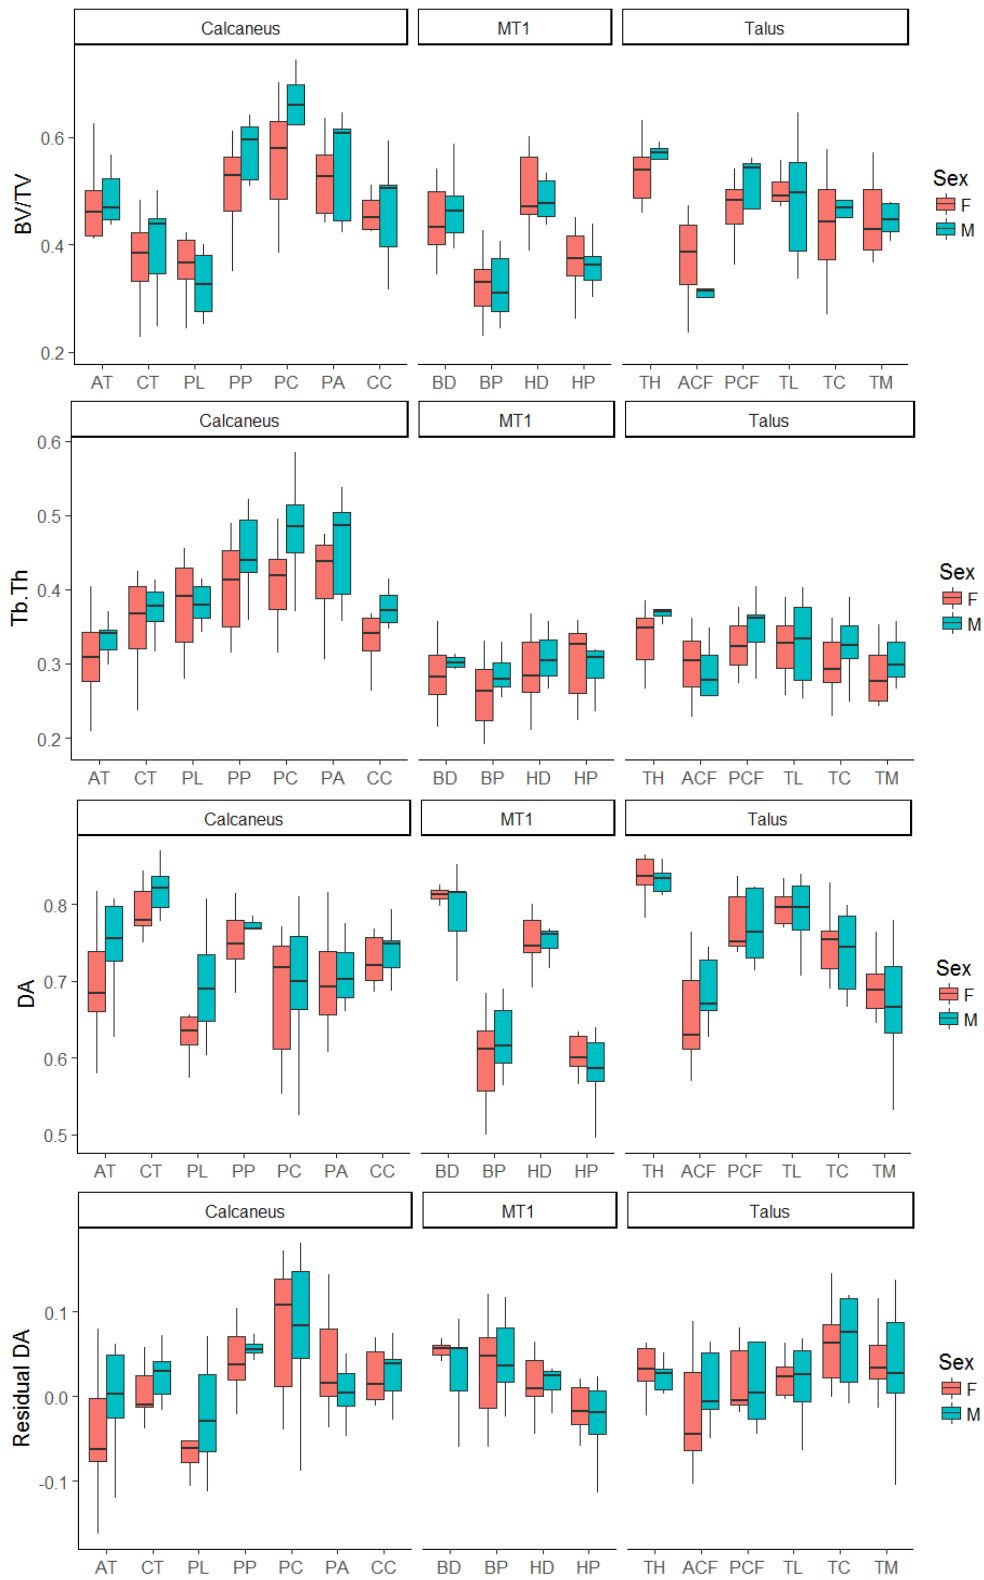 Calcaneus MT1 Talus
BV/TV
0.6
0.4
0.2
Sex
F
M
AT CT PL PP PC PA CC BD BP HD HP TH ACF PCF TL TC TM
Calcaneus MT1 Talus
Tb.Th
0.6
0.5
0.4
0.3
0.2
Sex
F
M
AT CT PL PP PC PA CC BD BP HD HP TH ACF PCF TL TC TM
Calcaneus MT1 Talus
DA
0.8
0.7
0.6
0.5
Sex
F
M
AT CT PL PP PC PA CC BD BP HD HP TH ACF PCF TL TC TM
Calcaneus MT1 Talus
Residual DA
0.1
0.0
-0.1
Sex
F
M
AT CT PL PP PC PA CC BD BP HD HP TH ACF PCF TL TC TM